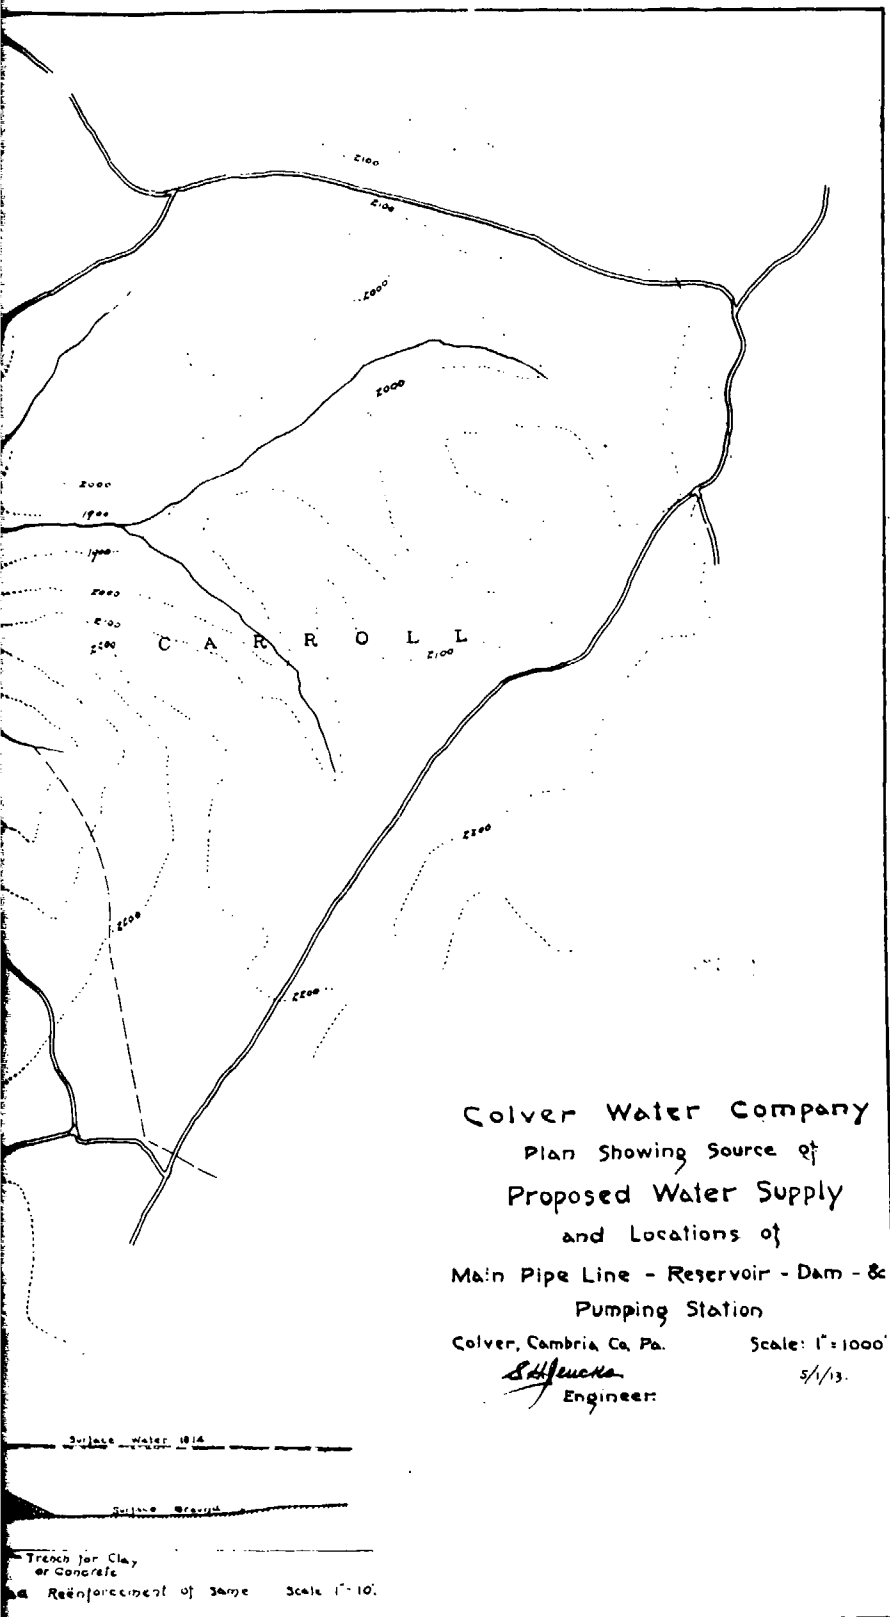 2100
2100
2000
2000
2000
1900
1900
2000
2100
2200
C A R R O L L
2100
2200
2200
2200
Colver Water Company
Plan Showing Source of
Proposed Water Supply
and Locations of
Main Pipe Line - Reservoir - Dam - &
Pumping Station
Colver, Cambria Co, Pa. Scale: 1"=1000'
5/1/13.
Engineer.
Surface Water 1814
Surface Ground
Trench for Clay
or Concrete
Reënforcement of Same Scale 1"-10'.